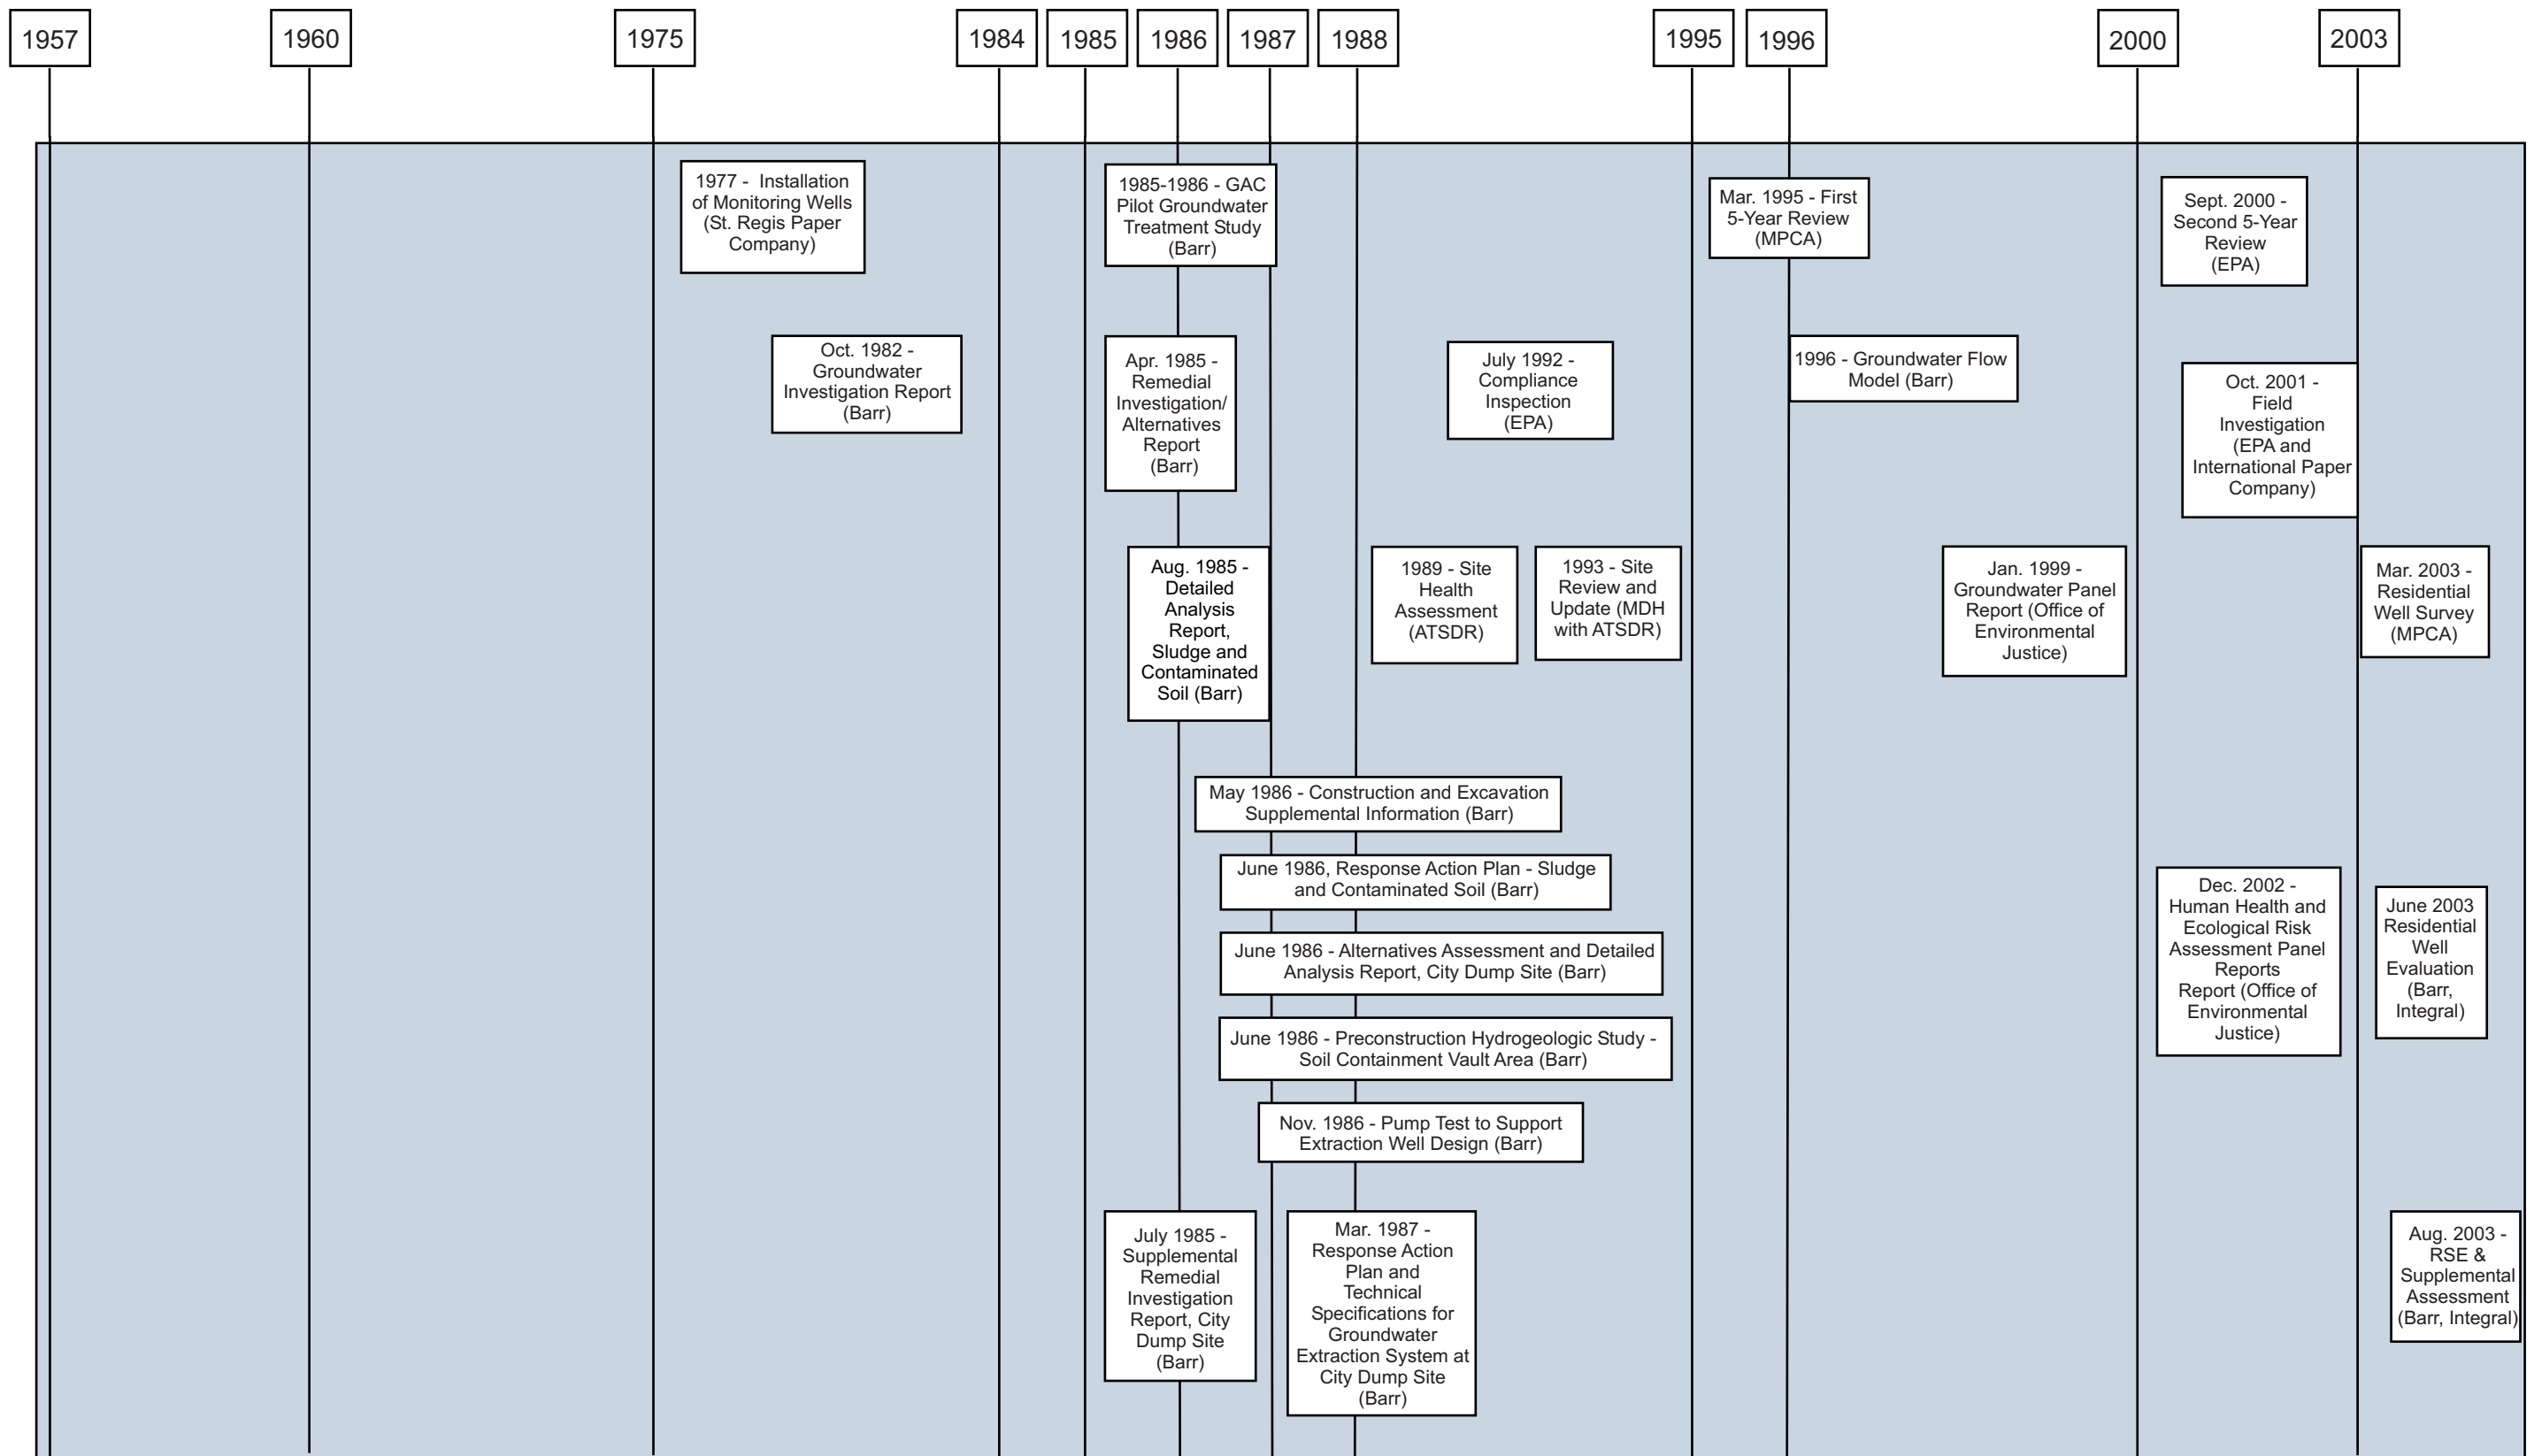 1957
1960
1975
1984
1985
1986
1987
1988
1995
1996
2000
2003
1977 -  Installation
of Monitoring Wells
(St. Regis Paper
Company)
1985-1986 - GAC
Pilot Groundwater
Treatment Study
(Barr)
Mar. 1995 - First
5-Year Review
(MPCA)
Sept. 2000 -
Second 5-Year
Review
(EPA)
Oct. 1982 -
Groundwater
Investigation Report
(Barr)
Apr. 1985 -
Remedial
Investigation/
Alternatives
Report
(Barr)
July 1992 -
Compliance
Inspection
(EPA)
1996 - Groundwater Flow
Model (Barr)
Oct. 2001 -
Field
Investigation
(EPA and
International Paper
Company)
Aug. 1985 -
Detailed
Analysis
Report,
Sludge and
Contaminated
Soil (Barr)
1989 - Site
Health
Assessment
(ATSDR)
1993 - Site
Review and
Update (MDH
with ATSDR)
Jan. 1999 -
Groundwater Panel
Report (Office of
Environmental
Justice)
Mar. 2003 -
Residential
Well Survey
(MPCA)
May 1986 - Construction and Excavation
Supplemental Information (Barr)
June 1986, Response Action Plan - Sludge
and Contaminated Soil (Barr)
June 1986 - Alternatives Assessment and Detailed
Analysis Report, City Dump Site (Barr)
June 1986 - Preconstruction Hydrogeologic Study -
Soil Containment Vault Area (Barr)
Nov. 1986 - Pump Test to Support
Extraction Well Design (Barr)
Dec. 2002 -
Human Health and
Ecological Risk
Assessment Panel
Reports
Report (Office of
Environmental
Justice)
June 2003
Residential
Well
Evaluation
(Barr,
Integral)
July 1985 -
Supplemental
Remedial
Investigation
Report, City
Dump Site
(Barr)
Mar. 1987 -
Response Action
Plan and
Technical
Specifications for
Groundwater
Extraction System at
City Dump Site
(Barr)
Aug. 2003 -
RSE &
Supplemental
Assessment
(Barr, Integral)